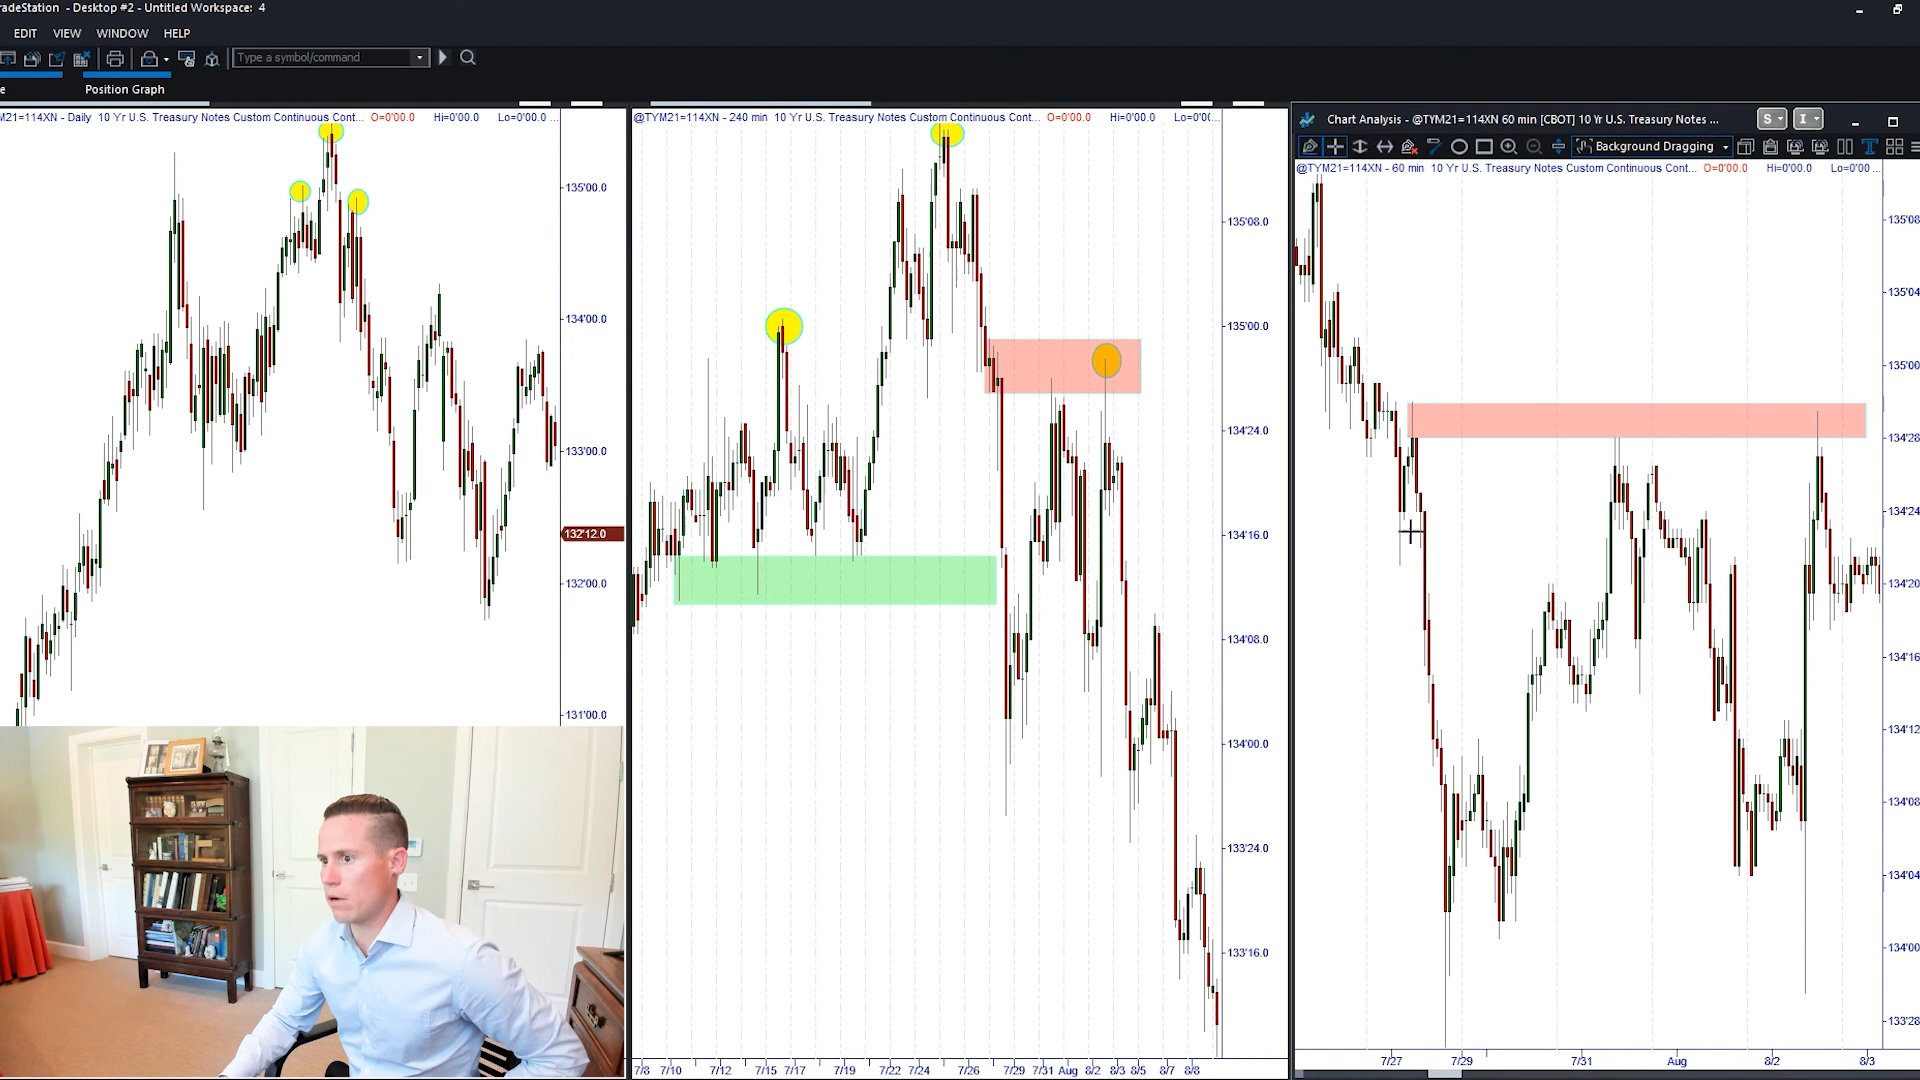 radeStation - Desktop #2 - Untitled Workspace: 4
EDIT VIEW WINDOW HELP
Type a symbol/command
e Position Graph
M21=114XN - Daily 10 Yr U.S. Treasury Notes Custom Continuous Cont... O=0'00.0 Hi=0'00.0 Lo=0'00.0 ...
135'00.0
134'00.0
133'00.0
132'12.0
132'00.0
131'00.0
@TYM21=114XN - 240 min 10 Yr U.S. Treasury Notes Custom Continuous Cont... O=0'00.0 Hi=0'00.0 Lo=0'0(...
135'08.0
135'00.0
134'24.0
134'16.0
134'08.0
134'00.0
133'24.0
133'16.0
7/8 7/10 7/12 7/15 7/17 7/19 7/22 7/24 7/26 7/29 7/31 Aug 8/2 8/3 8/5 8/7 8/8
Chart Analysis - @TYM21=114XN 60 min [CBOT] 10 Yr U.S. Treasury Notes ... S I
Background Dragging
@TYM21=114XN - 60 min 10 Yr U.S. Treasury Notes Custom Continuous Cont... O=0'00.0 Hi=0'00.0 Lo=0'00 ...
135'08
135'04
135'00
134'28
134'24
134'20
134'16
134'12
134'08
134'04
134'00
133'28
7/27 7/29 7/31 Aug 8/2 8/3